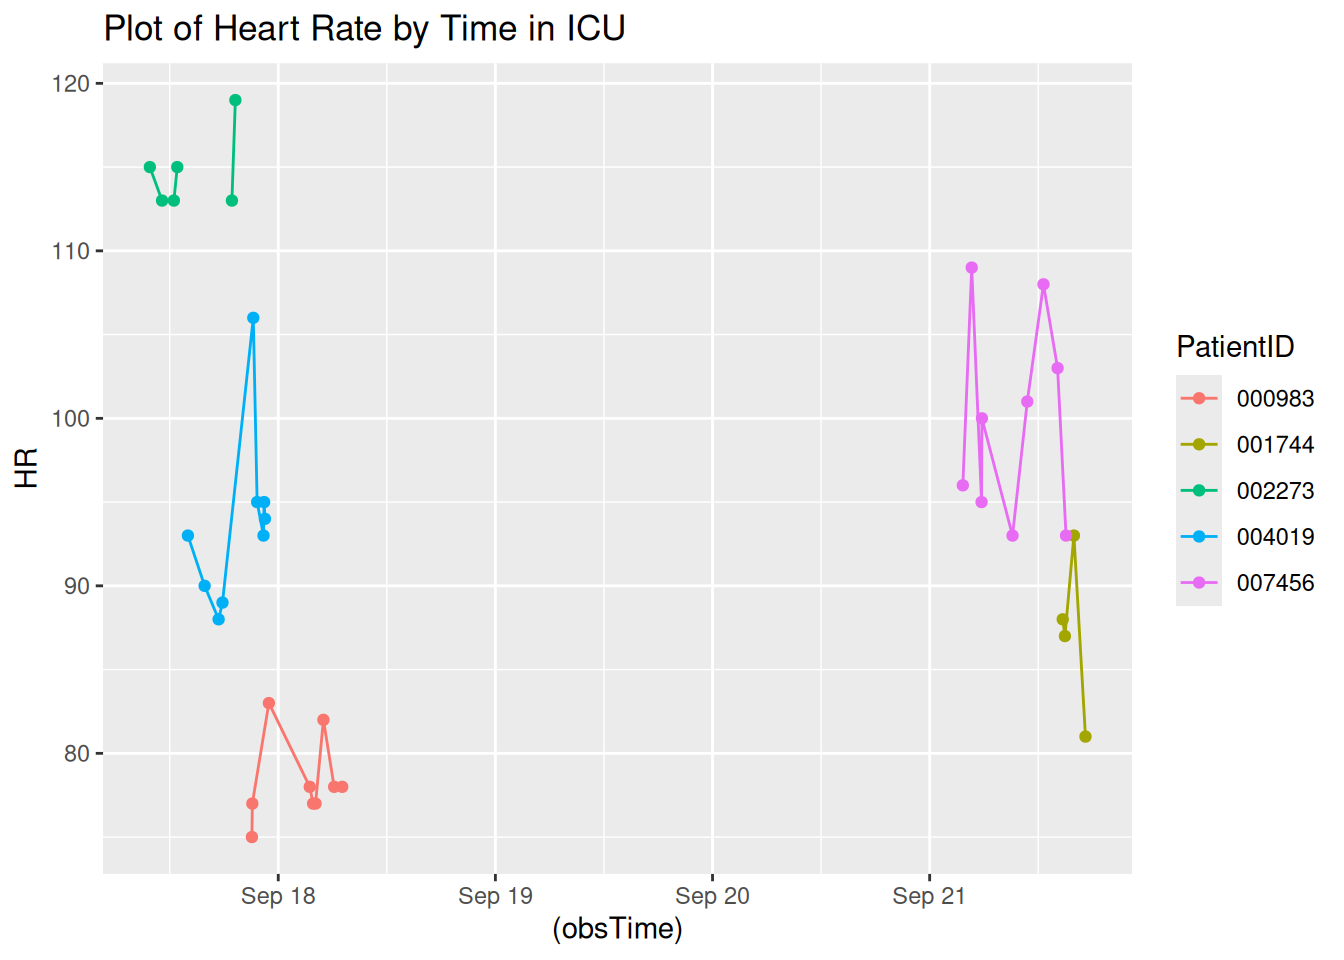 Plot of Heart Rate by Time in ICU
120
110
100
90
80
HR
Sep 18 Sep 19 Sep 20 Sep 21
(obsTime)
PatientID
000983
001744
002273
004019
007456